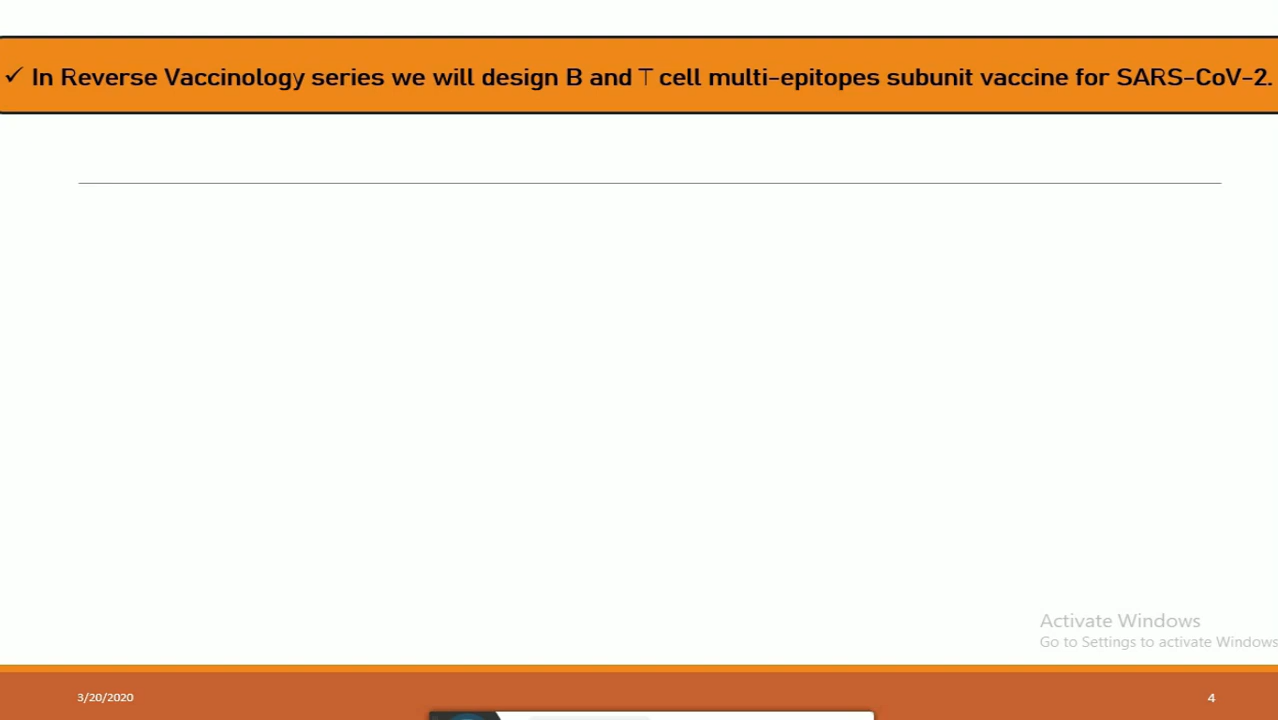 ✓ In Reverse Vaccinology series we will design B and T cell multi-epitopes subunit vaccine for SARS-CoV-2.
Activate Windows
Go to Settings to activate Windows
3/20/2020
4